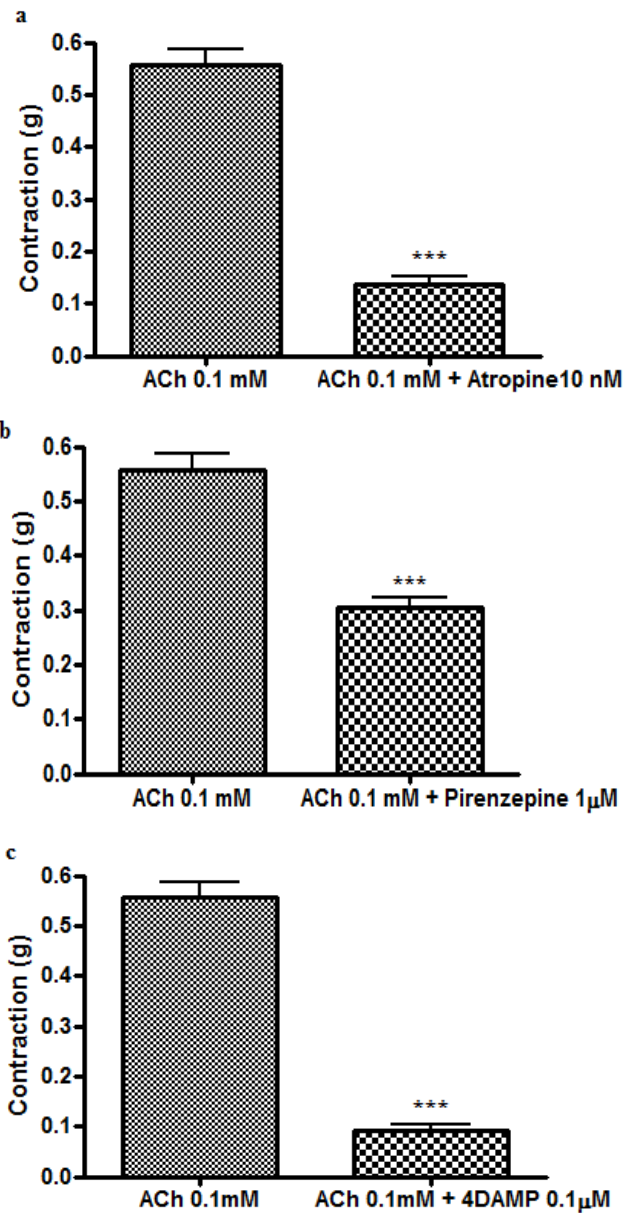 a
0.6
0.5
0.4
0.3
0.2
0.1
0.0
Contraction (g)
***
ACh 0.1 mM
ACh 0.1 mM + Atropine10 nM
b
0.6
0.5
0.4
0.3
0.2
0.1
0.0
Contraction (g)
***
ACh 0.1 mM
ACh 0.1 mM + Pirenzepine 1µM
c
0.6
0.5
0.4
0.3
0.2
0.1
0.0
Contraction (g)
***
ACh 0.1mM
ACh 0.1mM + 4DAMP 0.1µM